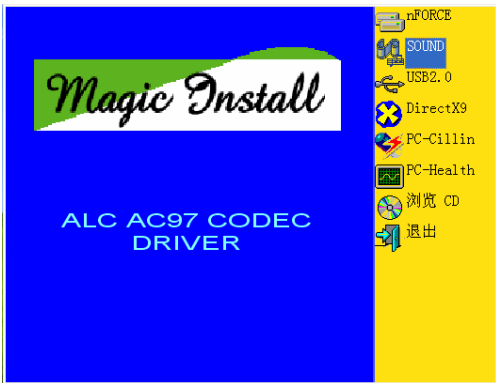 Magic Install
ALC AC97 CODEC
DRIVER
nFORCE
SOUND
USB2.0
DirectX9
PC-Cillin
PC-Health
浏览 CD
退出